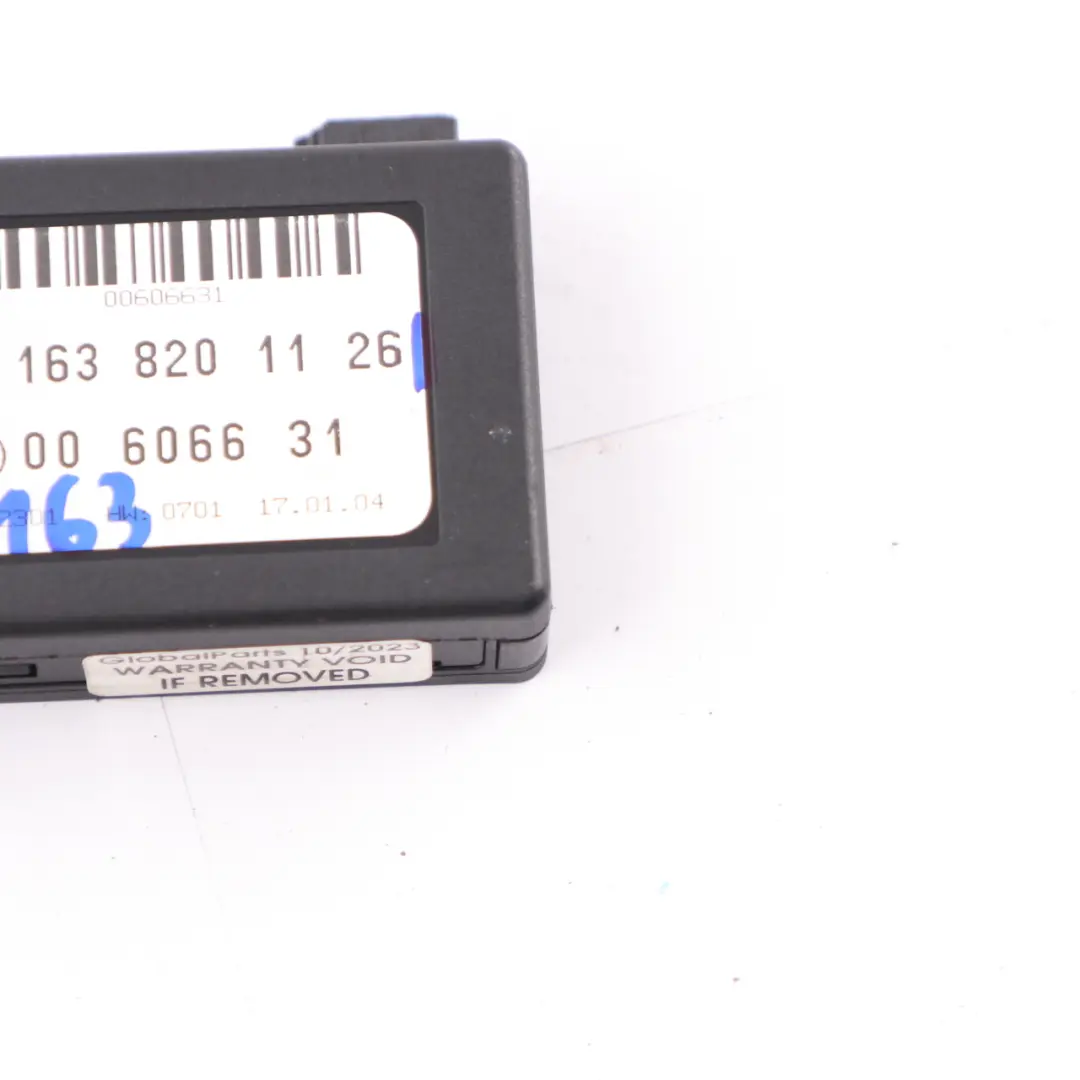 00606631
163 820 11 26
00 6066 31
163
2301 HW: 0701 17.01.04
GlobalParts 10/2023
WARRANTY VOID
IF REMOVED